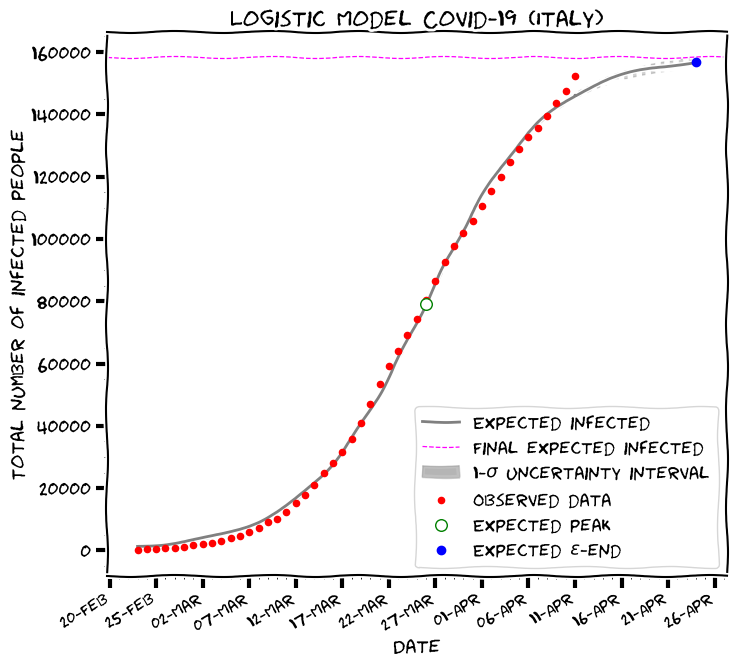 LOGISTIC MODEL COVID-19 (ITALY)
TOTAL NUMBER OF INFECTED PEOPLE
160000
140000
120000
100000
80000
60000
40000
20000
0
EXPECTED INFECTED
FINAL EXPECTED INFECTED
1-σ UNCERTAINTY INTERVAL
OBSERVED DATA
EXPECTED PEAK
EXPECTED ε-END
20-FEB 25-FEB 02-MAR 07-MAR 12-MAR 17-MAR 22-MAR 27-MAR 01-APR 06-APR 11-APR 16-APR 21-APR 26-APR
DATE